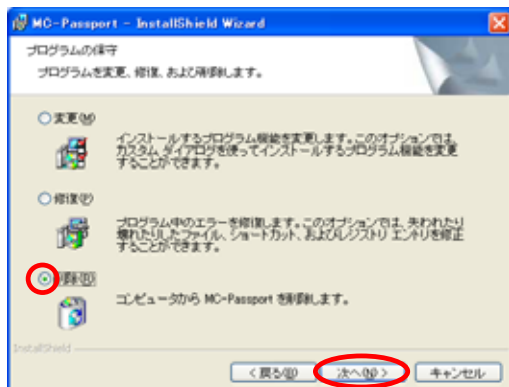 MC-Passport - InstallShield Wizard
プログラムの保守
プログラムを変更、修復、および削除します。
変更(M)
インストールするプログラム機能を変更します。このオプションでは、
カスタム ダイアログを使ってインストールするプログラム機能を変更
することができます。
修復(P)
プログラム中のエラーを修復します。このオプションでは、失われたり
壊れたりしたファイル、ショートカット、およびレジストリ エントリを修正
することができます。
削除(R)
コンピュータから MC-Passport を削除します。
InstallShield
< 戻る(B) 次へ(N) > キャンセル